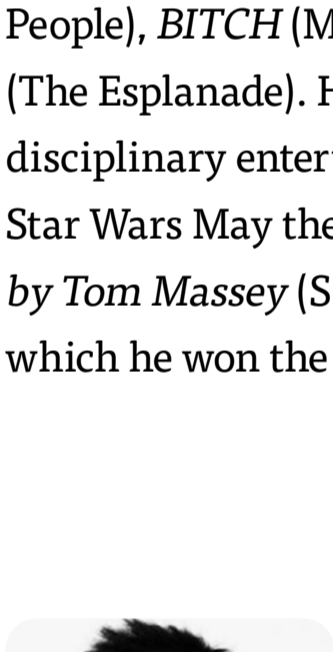 People), BITCH (M
(The Esplanade). H
disciplinary enter
Star Wars May the
by Tom Massey (S
which he won the